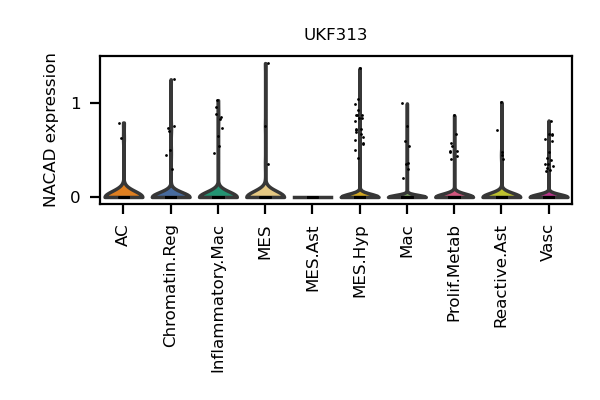 UKF313
NACAD expression
1
0
AC
Chromatin.Reg
Inflammatory.Mac
MES
MES.Ast
MES.Hyp
Mac
Prolif.Metab
Reactive.Ast
Vasc